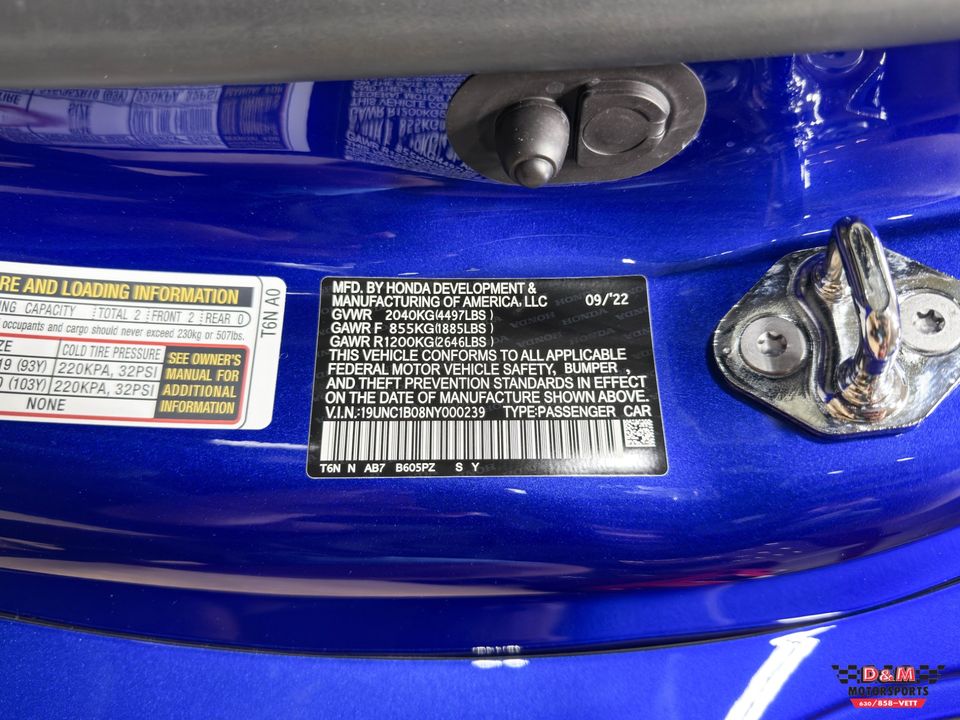 RE AND LOADING INFORMATION
NG CAPACITY TOTAL 2 FRONT 2 REAR 0
occupants and cargo should never exceed 230kg or 507lbs.
ZE COLD TIRE PRESSURE
19 (93Y) 220KPA, 32PSI
(103Y) 220KPA, 32PSI
NONE
SEE OWNER'S
MANUAL FOR
ADDITIONAL
INFORMATION
T6N A0
MFD. BY HONDA DEVELOPMENT &
MANUFACTURING OF AMERICA, LLC 09/'22
GVWR 2040KG(4497LBS)
GAWR F 855KG(1885LBS)
GAWR R1200KG(2646LBS)
THIS VEHICLE CONFORMS TO ALL APPLICABLE
FEDERAL MOTOR VEHICLE SAFETY, BUMPER ,
AND THEFT PREVENTION STANDARDS IN EFFECT
ON THE DATE OF MANUFACTURE SHOWN ABOVE.
V.I.N.:19UNC1B08NY000239 TYPE:PASSENGER CAR
T6N N AB7 B605PZ S Y
D&M
MOTORSPORTS
630/858-VETT